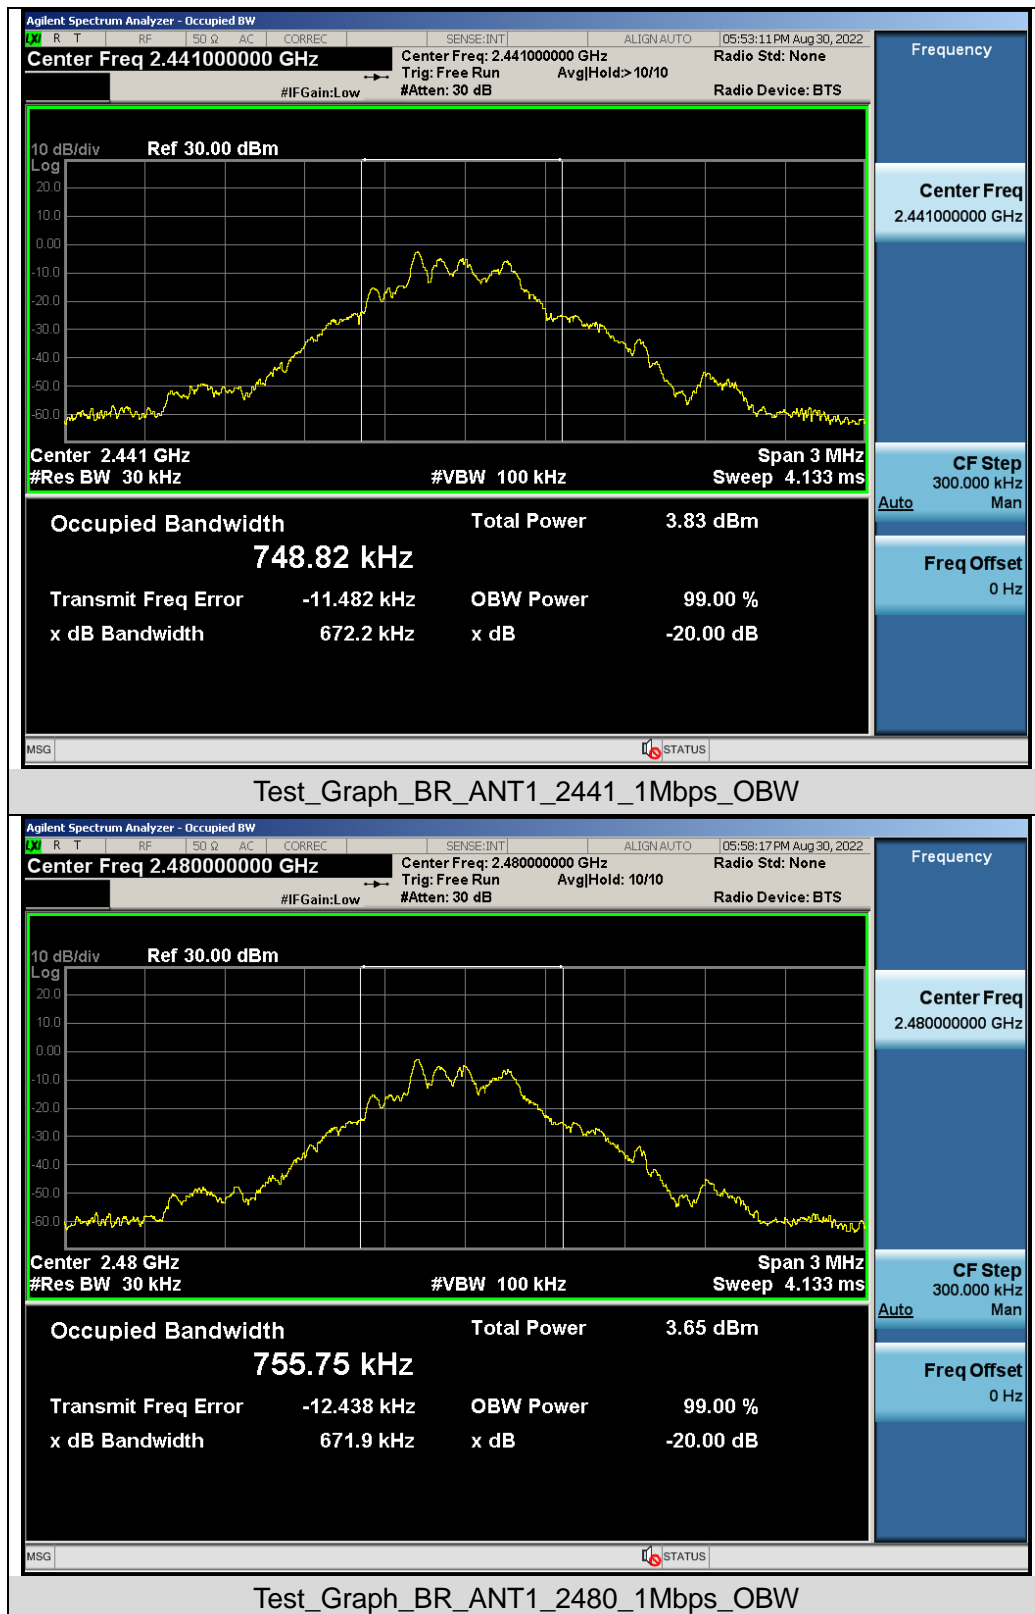 Agilent Spectrum Analyzer - Occupied BW
LXI R T RF 50 Ω AC CORREC SENSE:INT ALIGN AUTO 05:53:11 PM Aug 30, 2022
Center Freq 2.441000000 GHz
Center Freq: 2.441000000 GHz Radio Std: None
Trig: Free Run Avg|Hold:> 10/10
#IFGain:Low #Atten: 30 dB Radio Device: BTS
Frequency
10 dB/div Ref 30.00 dBm
Log
20.0
10.0
0.00
-10.0
-20.0
-30.0
-40.0
-50.0
-60.0
Center 2.441 GHz Span 3 MHz
#Res BW 30 kHz #VBW 100 kHz Sweep 4.133 ms
Center Freq
2.441000000 GHz
CF Step
300.000 kHz
Auto Man
Freq Offset
0 Hz
Occupied Bandwidth Total Power 3.83 dBm
748.82 kHz
Transmit Freq Error -11.482 kHz OBW Power 99.00 %
x dB Bandwidth 672.2 kHz x dB -20.00 dB
MSG STATUS
Test_Graph_BR_ANT1_2441_1Mbps_OBW
Agilent Spectrum Analyzer - Occupied BW
LXI R T RF 50 Ω AC CORREC SENSE:INT ALIGN AUTO 05:58:17 PM Aug 30, 2022
Center Freq 2.480000000 GHz
Center Freq: 2.480000000 GHz Radio Std: None
Trig: Free Run Avg|Hold: 10/10
#IFGain:Low #Atten: 30 dB Radio Device: BTS
Frequency
10 dB/div Ref 30.00 dBm
Log
20.0
10.0
0.00
-10.0
-20.0
-30.0
-40.0
-50.0
-60.0
Center 2.48 GHz Span 3 MHz
#Res BW 30 kHz #VBW 100 kHz Sweep 4.133 ms
Center Freq
2.480000000 GHz
CF Step
300.000 kHz
Auto Man
Freq Offset
0 Hz
Occupied Bandwidth Total Power 3.65 dBm
755.75 kHz
Transmit Freq Error -12.438 kHz OBW Power 99.00 %
x dB Bandwidth 671.9 kHz x dB -20.00 dB
MSG STATUS
Test_Graph_BR_ANT1_2480_1Mbps_OBW